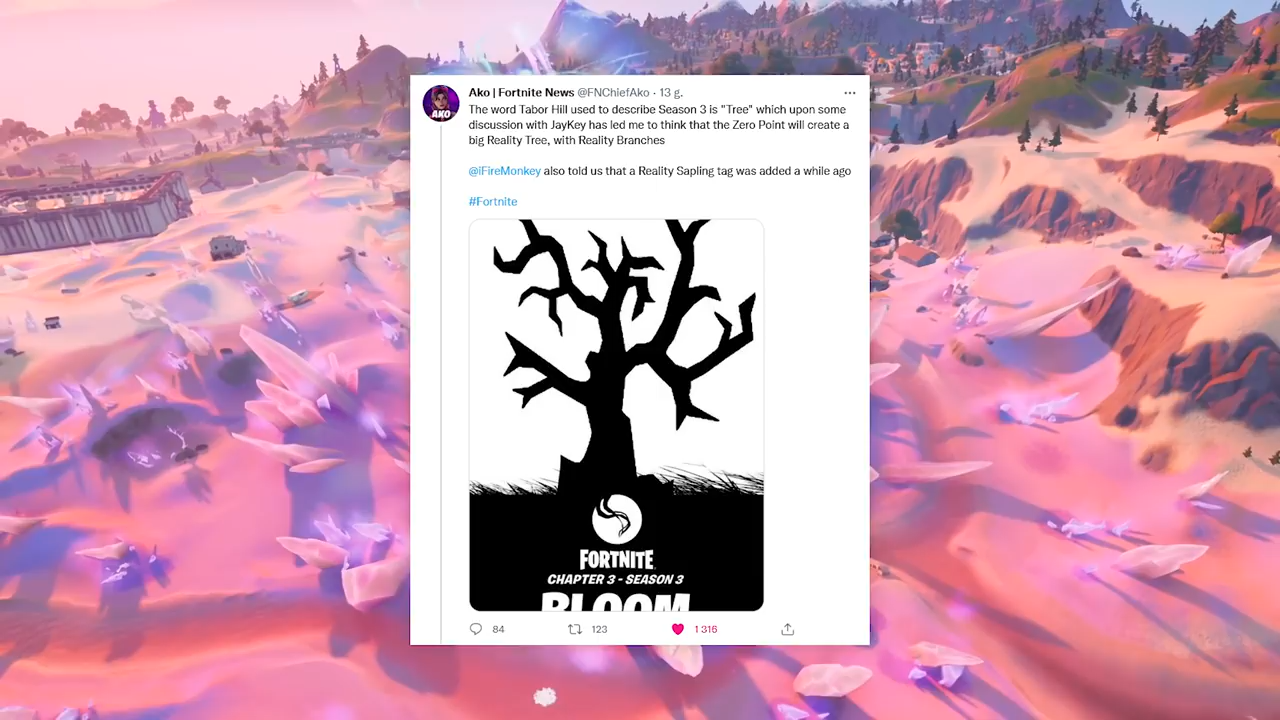 Ako | Fortnite News @FNChiefAko · 13 g.
The word Tabor Hill used to describe Season 3 is "Tree" which upon some
discussion with JayKey has led me to think that the Zero Point will create a
big Reality Tree, with Reality Branches
@iFireMonkey also told us that a Reality Sapling tag was added a while ago
#Fortnite
AKO
FORTNITE
CHAPTER 3 - SEASON 3
BLOOM
84
123
1 316